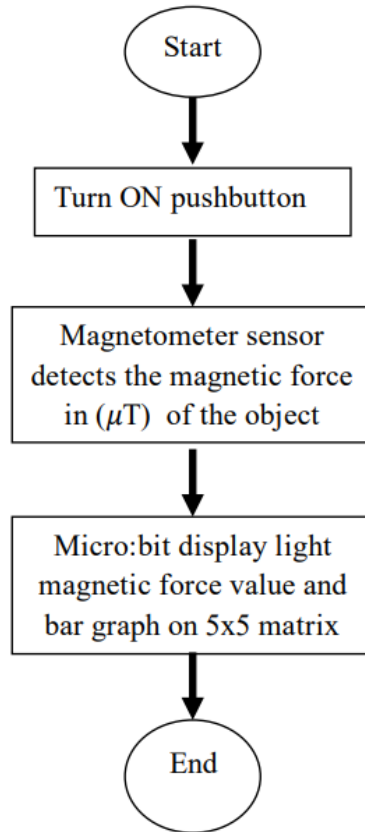 Start
Turn ON pushbutton
Magnetometer sensor
detects the magnetic force
in (𝜇T) of the object
Micro:bit display light
magnetic force value and
bar graph on 5x5 matrix
End